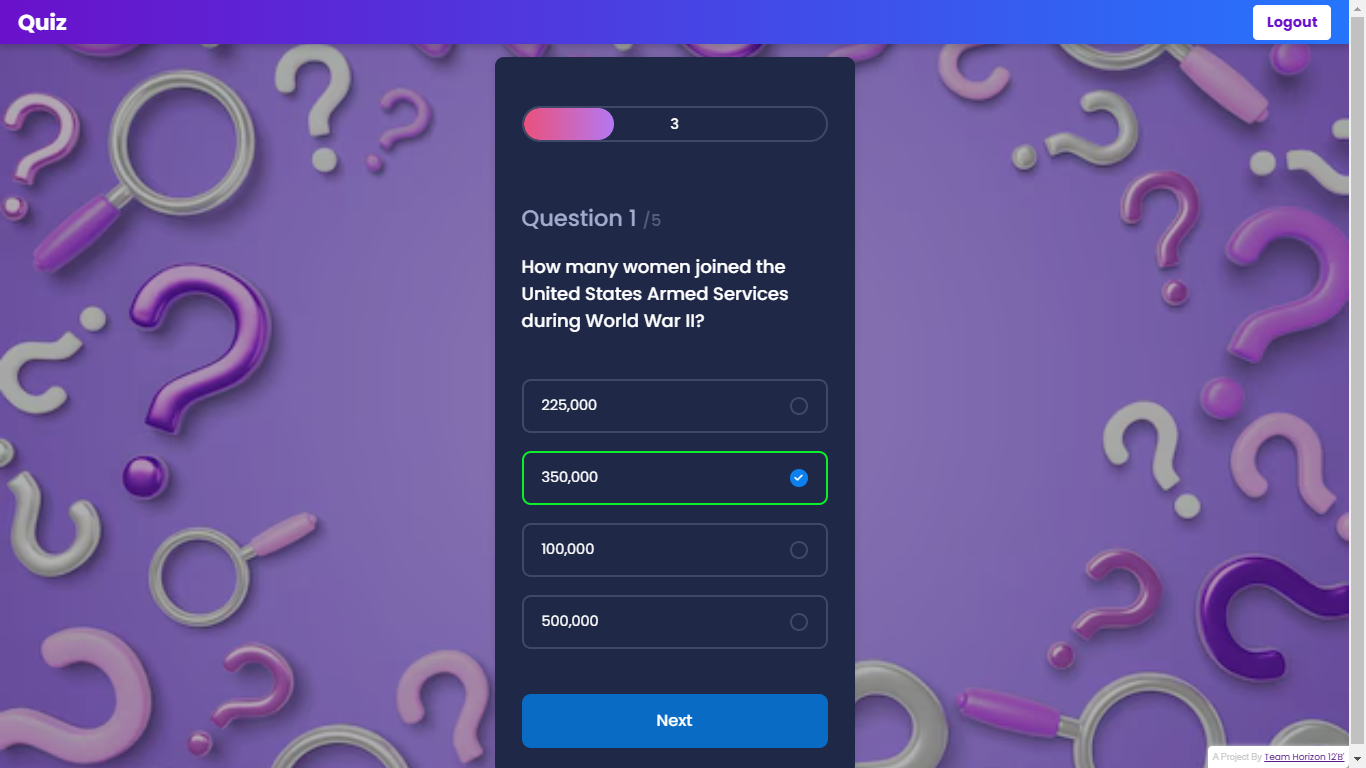 Quiz
Logout
3
Question 1 /5
How many women joined the
United States Armed Services
during World War II?
225,000
350,000
100,000
500,000
Next
A Project By Team Horizon 12'B'